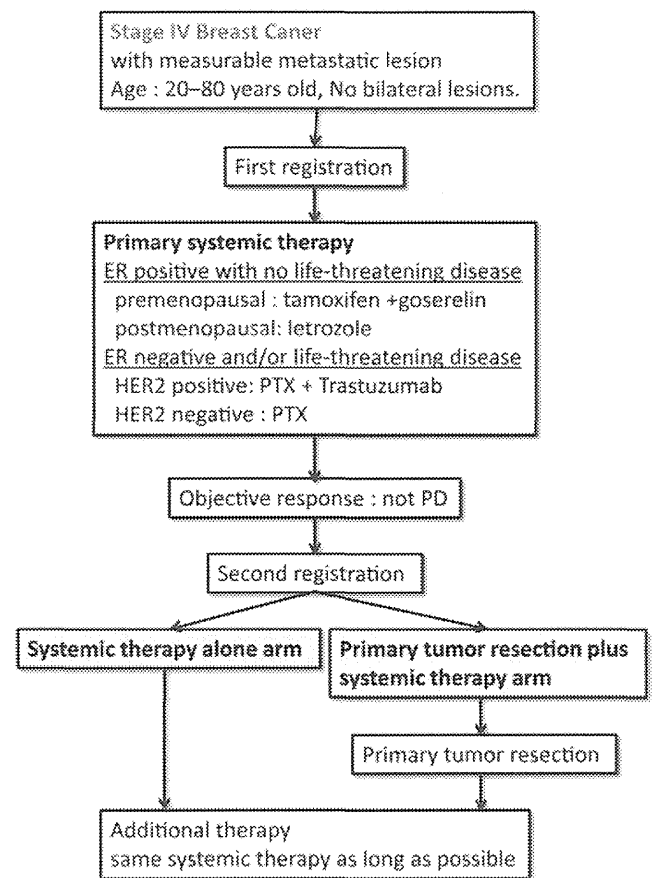 Stage IV Breast Caner
with measurable metastatic lesion
Age : 20–80 years old, No bilateral lesions.
First registration
Primary systemic therapy
ER positive with no life-threatening disease
premenopausal : tamoxifen +goserelin
postmenopausal: letrozole
ER negative and/or life-threatening disease
HER2 positive: PTX + Trastuzumab
HER2 negative : PTX
Objective response : not PD
Second registration
Systemic therapy alone arm
Primary tumor resection plus
systemic therapy arm
Primary tumor resection
Additional therapy
same systemic therapy as long as possible